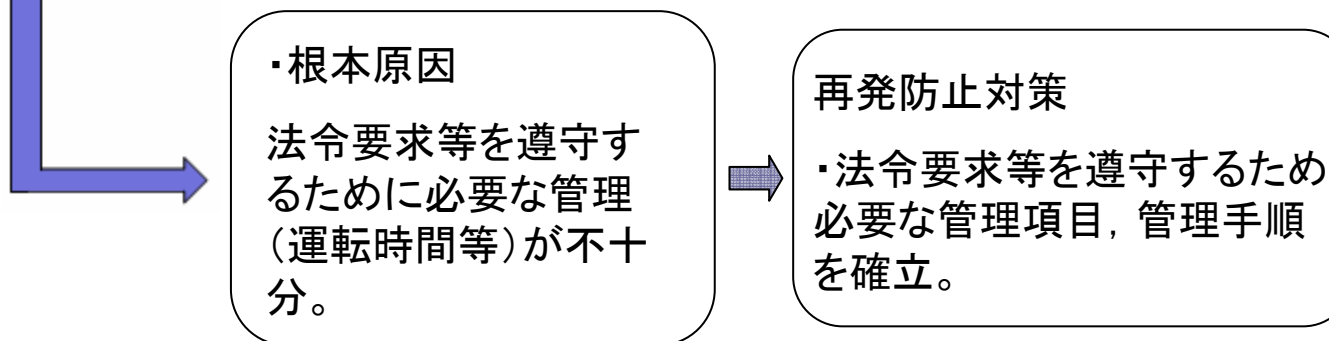 ・根本原因
法令要求等を遵守す
るために必要な管理
（運転時間等）が不十
分。
再発防止対策
・法令要求等を遵守するため
必要な管理項目，管理手順
を確立。